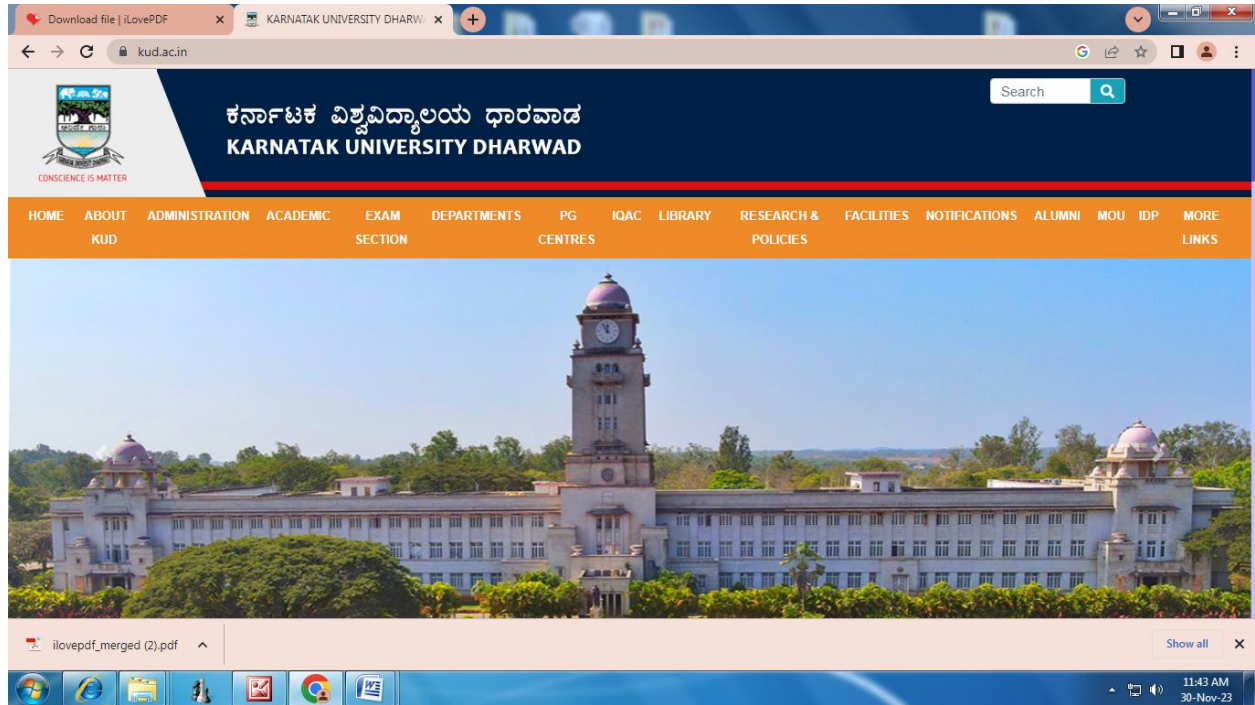 Download file | iLovePDF
KARNATAK UNIVERSITY DHARW
kud.ac.in
ಕರ್ನಾಟಕ ವಿಶ್ವವಿದ್ಯಾಲಯ ಧಾರವಾಡ
KARNATAK UNIVERSITY DHARWAD
Search
CONSCIENCE IS MATTER
HOME ABOUT KUD ADMINISTRATION ACADEMIC EXAM SECTION DEPARTMENTS PG CENTRES IQAC LIBRARY RESEARCH & POLICIES FACILITIES NOTIFICATIONS ALUMNI MOU IDP MORE LINKS
ilovepdf_merged (2).pdf
Show all
11:43 AM
30-Nov-23